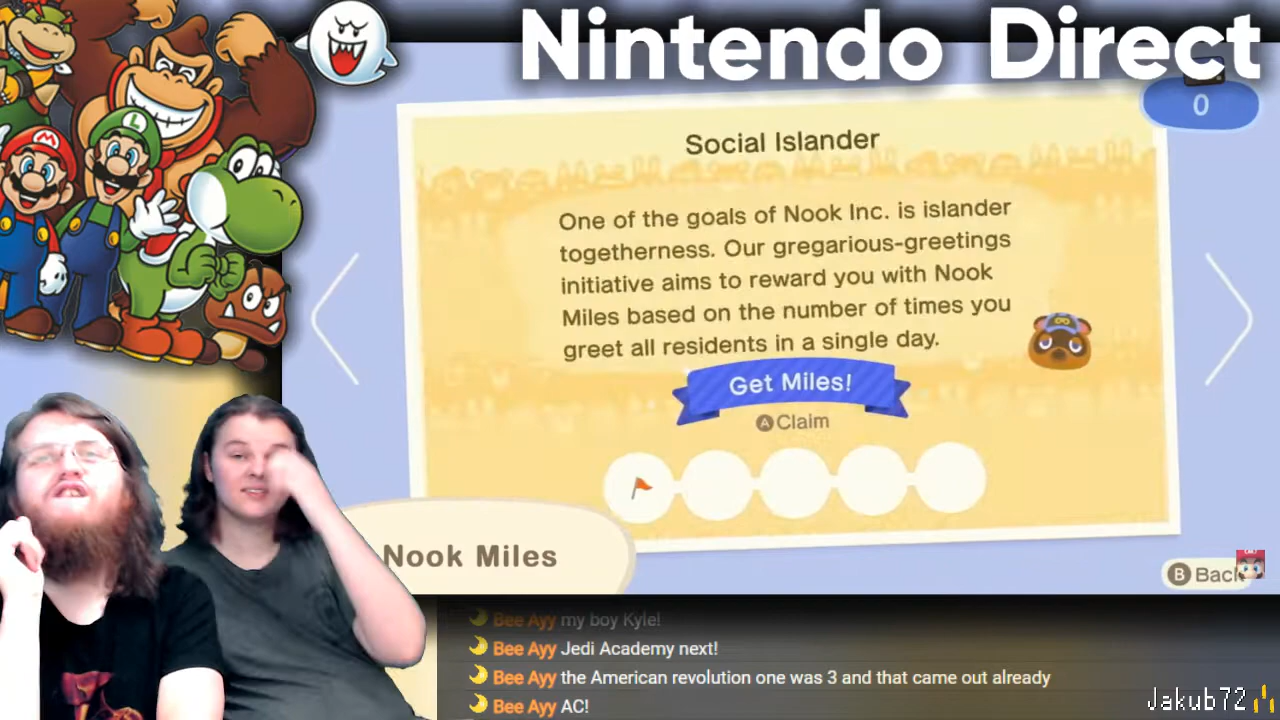 Nintendo Direct
0
Social Islander
One of the goals of Nook Inc. is islander
togetherness. Our gregarious-greetings
initiative aims to reward you with Nook
Miles based on the number of times you
greet all residents in a single day.
Get Miles!
A Claim
Nook Miles
B Back
Bee Ayy my boy Kyle!
Bee Ayy Jedi Academy next!
Bee Ayy the American revolution one was 3 and that came out already
Bee Ayy AC!
Jakub72
M
L